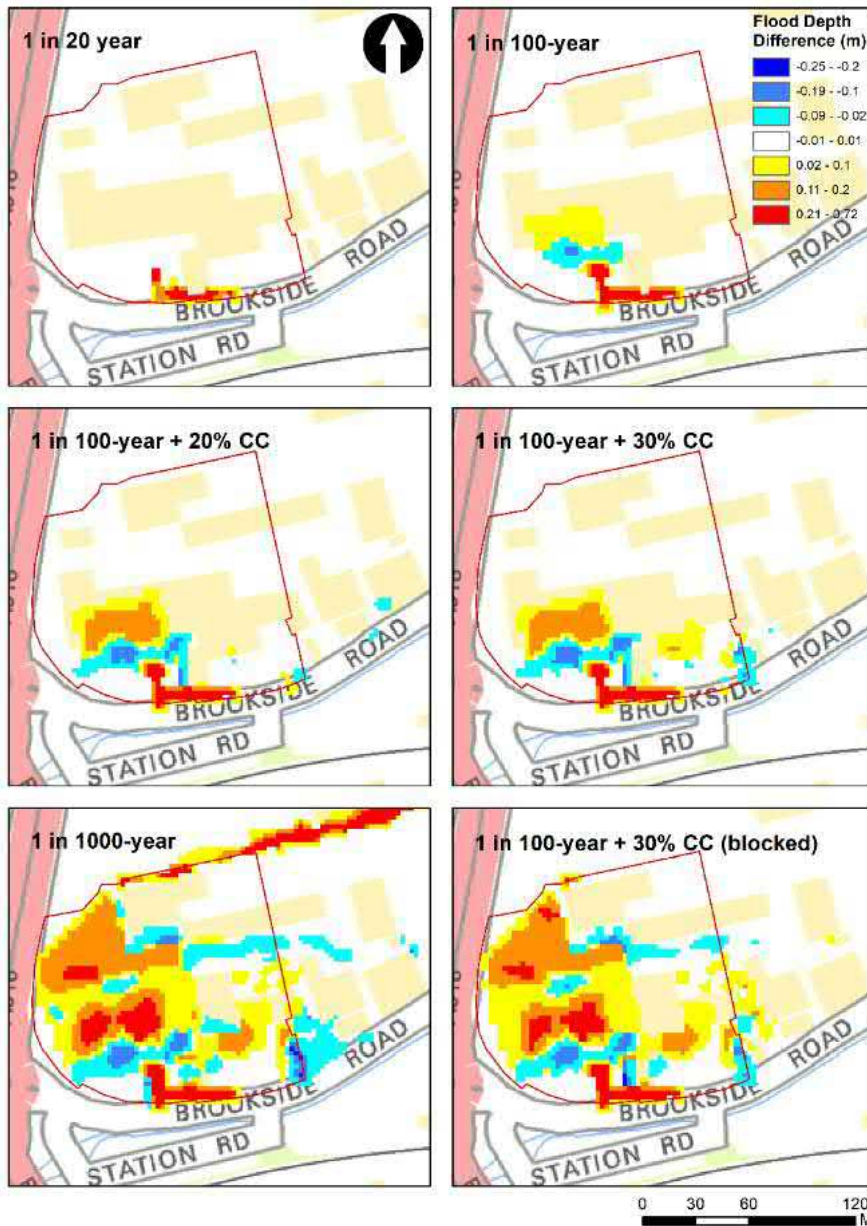 1 in 20 year
BROOKSIDE ROAD
STATION RD
1 in 100-year
Flood Depth
Difference (m)
-0.25 - -0.2
-0.19 - -0.1
-0.09 - -0.02
-0.01 - 0.01
0.02 - 0.1
0.11 - 0.2
0.21 - 0.72
BROOKSIDE ROAD
STATION RD
1 in 100-year + 20% CC
BROOKSIDE ROAD
STATION RD
1 in 100-year + 30% CC
BROOKSIDE ROAD
STATION RD
1 in 1000-year
BROOKSIDE ROAD
STATION RD
1 in 100-year + 30% CC (blocked)
BROOKSIDE ROAD
STATION RD
0 30 60 120